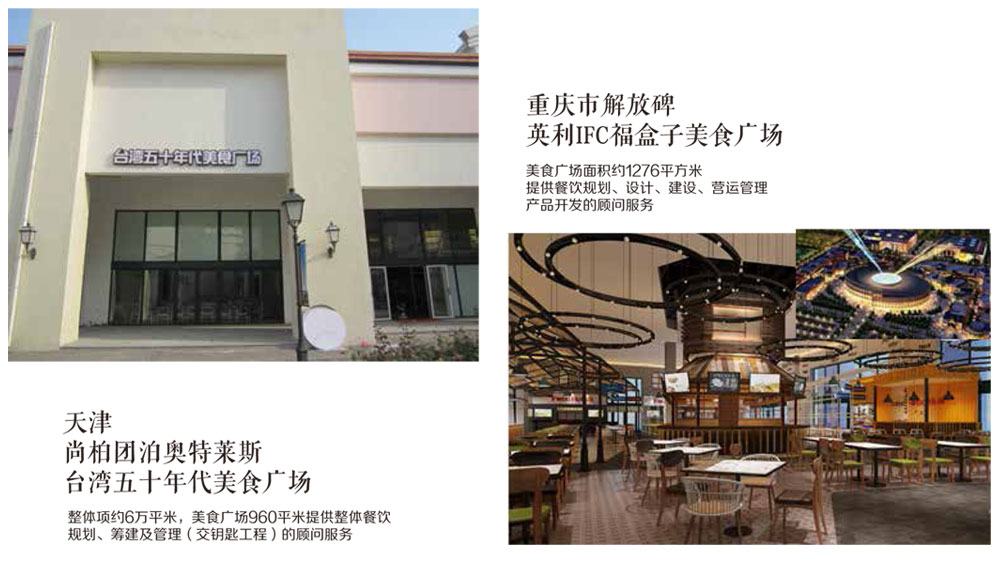 台湾五十年代美食广场
天津
尚柏团泊奥特莱斯
台湾五十年代美食广场
整体项约6万平米，美食广场960平米提供整体餐饮
规划、筹建及管理（交钥匙工程）的顾问服务
重庆市解放碑
英利IFC福盒子美食广场
美食广场面积约1276平方米
提供餐饮规划、设计、建设、营运管理
产品开发的顾问服务